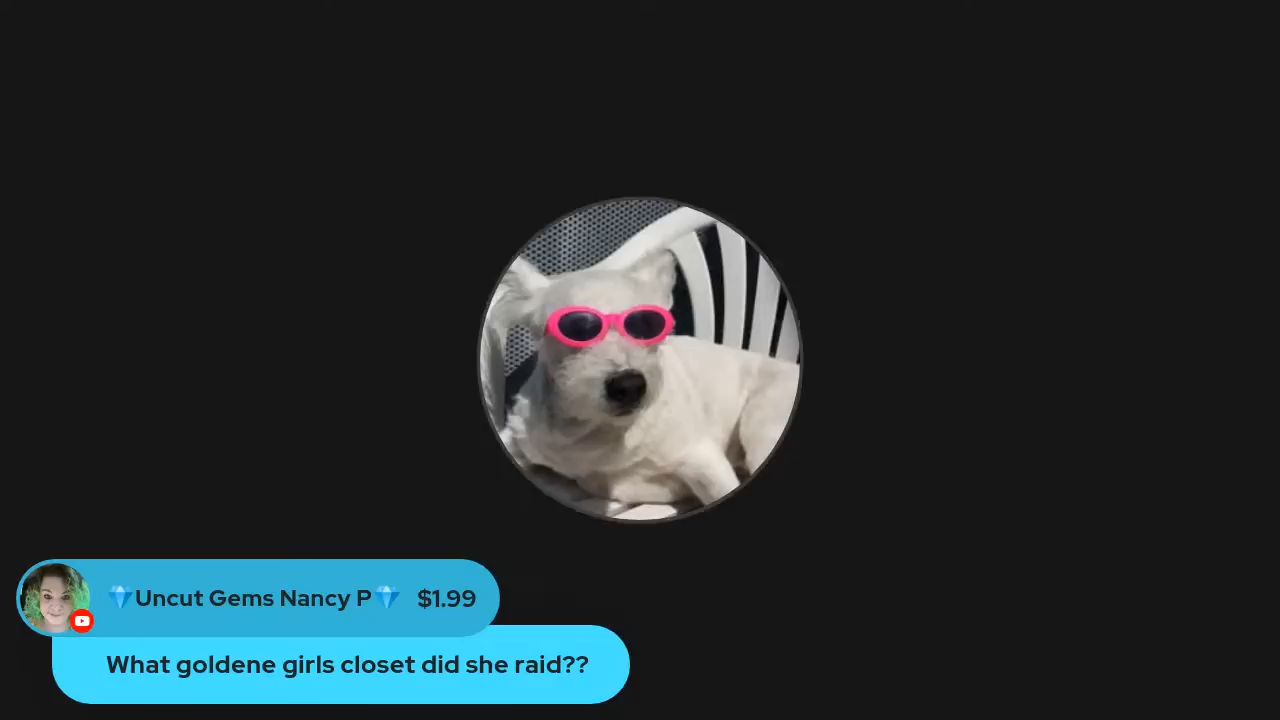 💎Uncut Gems Nancy P💎 $1.99
What goldene girls closet did she raid??